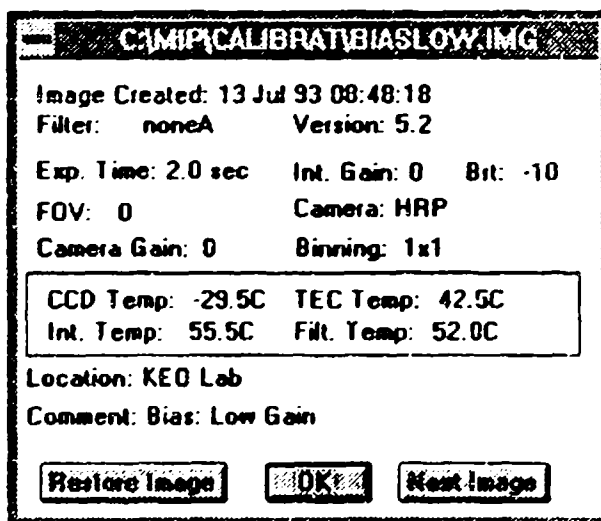 C:\MIP\CALIBRAT\BIASLOW.IMG
Image Created: 13 Jul 93 08:48:18
Filter: noneA Version: 5.2
Exp. Time: 2.0 sec Int. Gain: 0 Brt: -10
FOV: 0 Camera: HRP
Camera Gain: 0 Binning: 1x1
CCD Temp: -29.5C TEC Temp: 42.5C
Int. Temp: 55.5C Filt. Temp: 52.0C
Location: KEO Lab
Comment: Bias: Low Gain
Restore Image OK! Next Image